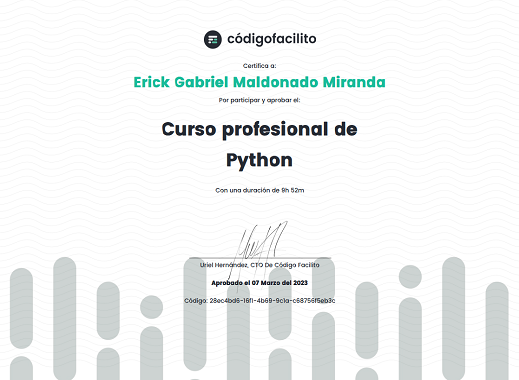 códigofacilito
Certifica a:
Erick Gabriel Maldonado Miranda
Por participar y aprobar el:
Curso profesional de
Python
Con una duración de 9h 52m
Uriel Hernández, CTO De Código Facilito
Aprobado el 07 Marzo del 2023
Código: 28ec4bd6-16f1-4b69-9c1a-c68756f5eb3c